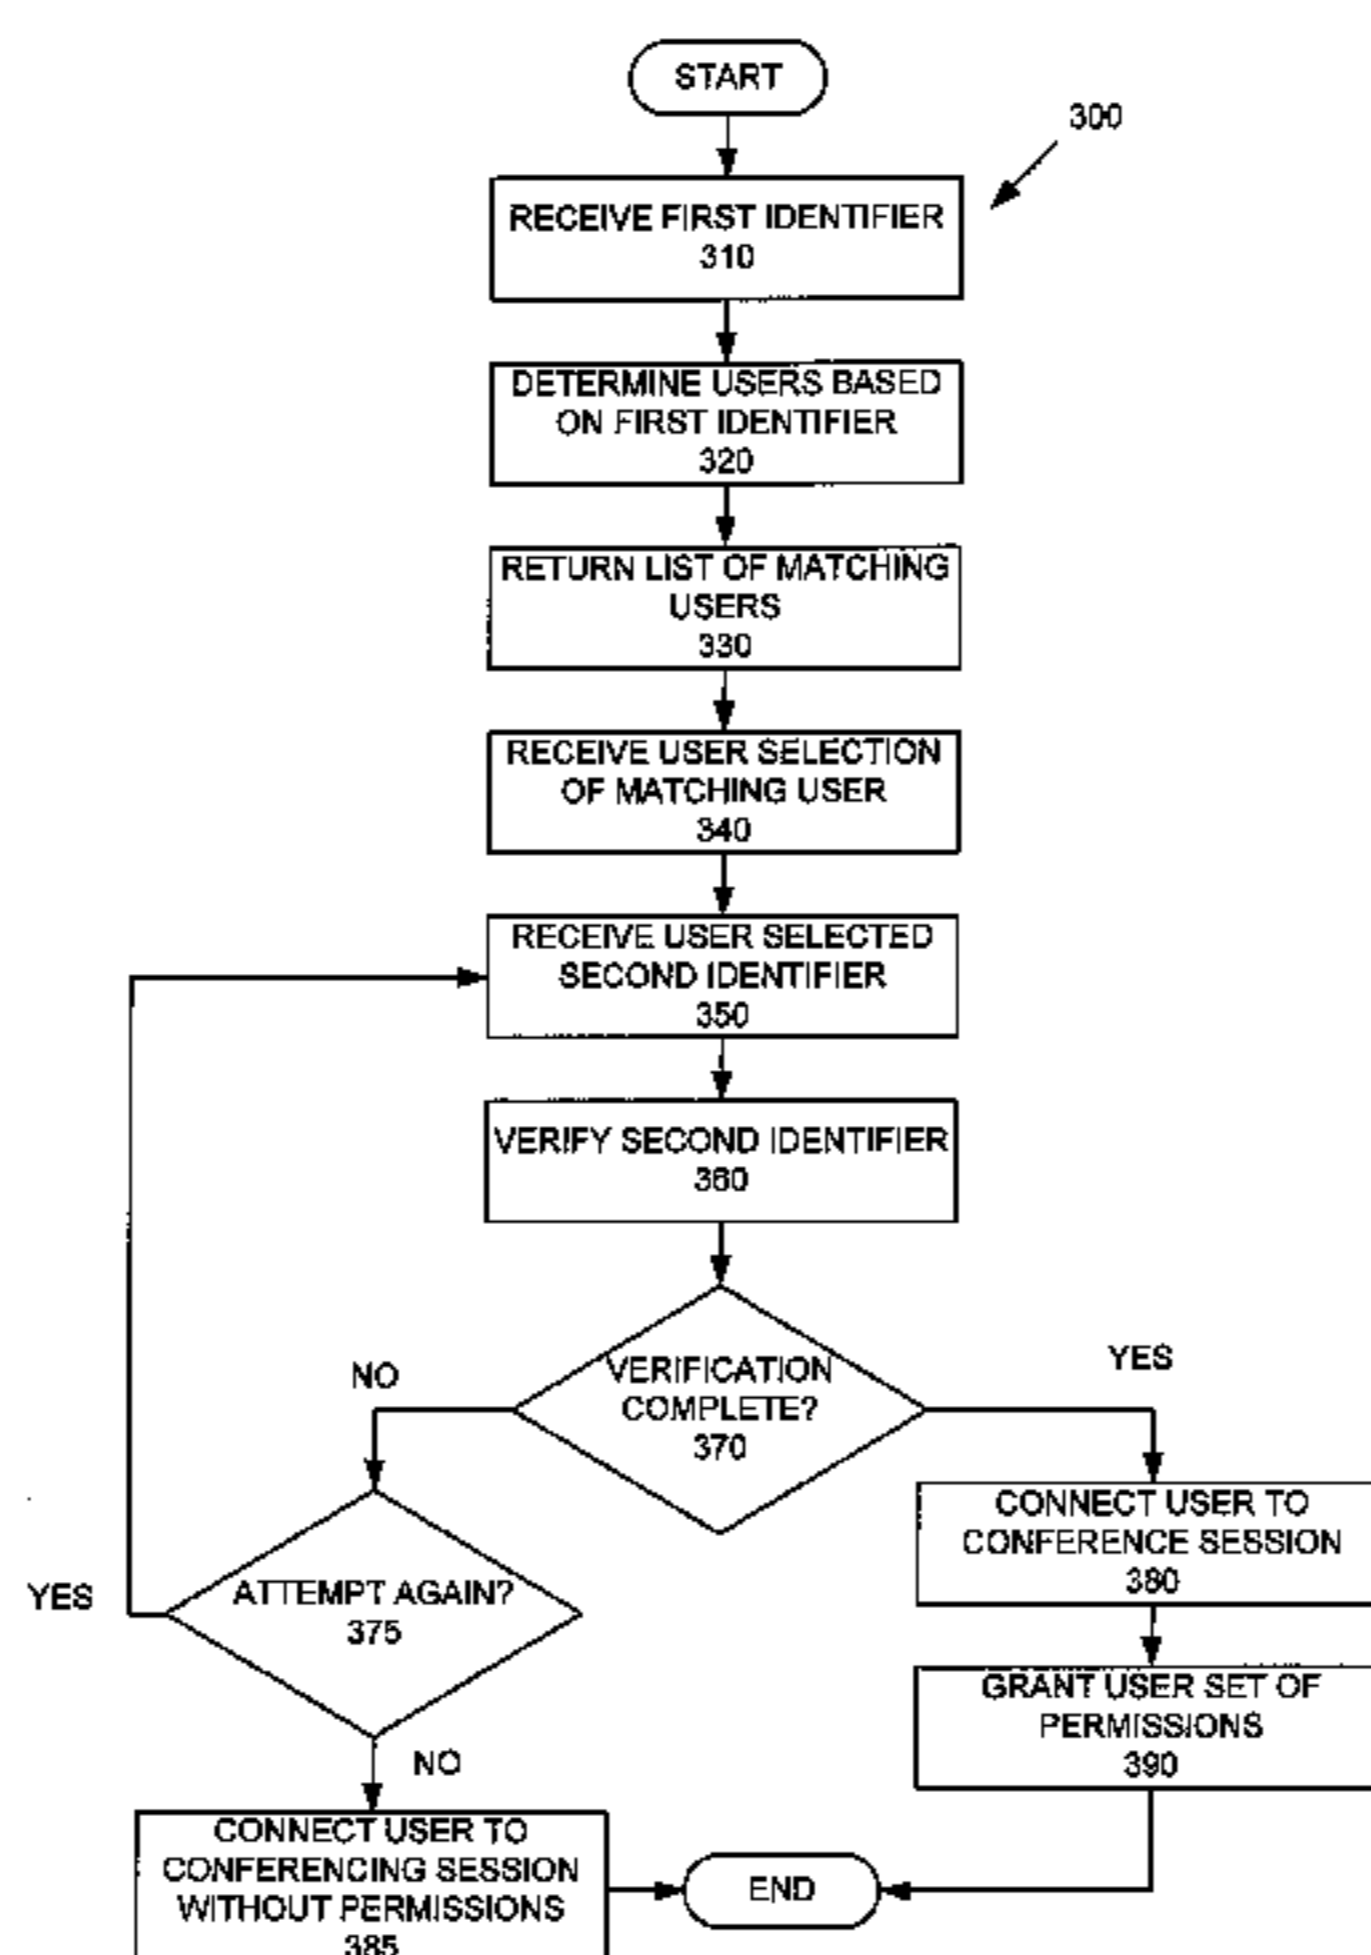 START
300
RECEIVE FIRST IDENTIFIER
310
DETERMINE USERS BASED
ON FIRST IDENTIFIER
320
RETURN LIST OF MATCHING
USERS
330
RECEIVE USER SELECTION
OF MATCHING USER
340
RECEIVE USER SELECTED
SECOND IDENTIFIER
350
VERIFY SECOND IDENTIFIER
360
VERIFICATION
COMPLETE?
370
NO
YES
CONNECT USER TO
CONFERENCE SESSION
380
ATTEMPT AGAIN?
375
YES
GRANT USER SET OF
PERMISSIONS
390
NO
CONNECT USER TO
CONFERENCING SESSION
WITHOUT PERMISSIONS
385
END